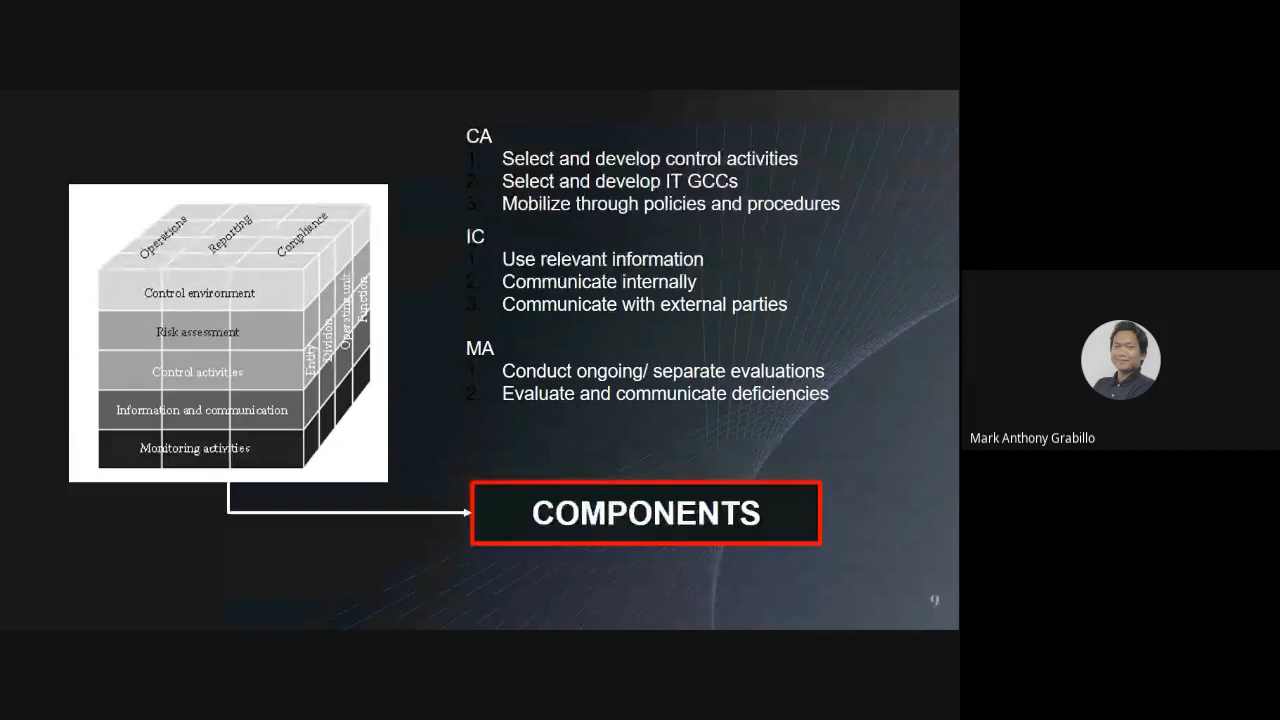 Operations
Reporting
Compliance
Control environment
Risk assessment
Control activities
Information and communication
Monitoring activities
Entity
Division
Operating unit
Function
CA
1. Select and develop control activities
2. Select and develop IT GCCs
3. Mobilize through policies and procedures
IC
1. Use relevant information
2. Communicate internally
3. Communicate with external parties
MA
1. Conduct ongoing/ separate evaluations
2. Evaluate and communicate deficiencies
COMPONENTS
9
Mark Anthony Grabillo